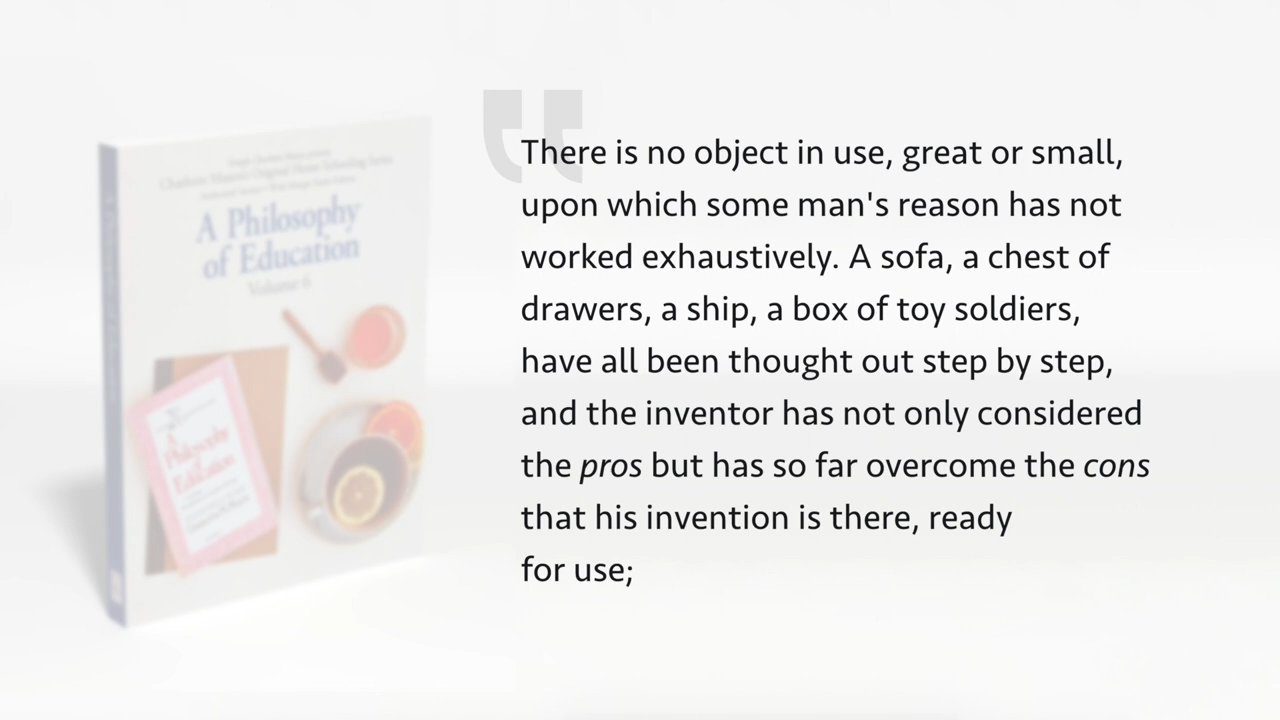 A Philosophy
of Education
Volume 6
A
Philosophy
of
Education
There is no object in use, great or small,
upon which some man's reason has not
worked exhaustively. A sofa, a chest of
drawers, a ship, a box of toy soldiers,
have all been thought out step by step,
and the inventor has not only considered
the pros but has so far overcome the cons
that his invention is there, ready
for use;